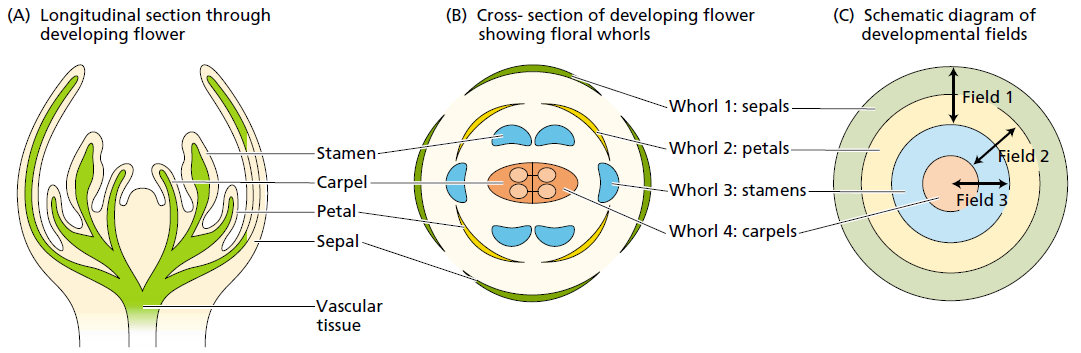 (A) Longitudinal section through
developing flower
(B) Cross- section of developing flower
showing floral whorls
(C) Schematic diagram of
developmental fields
Stamen
Carpel
Petal
Sepal
Vascular
tissue
Whorl 1: sepals
Whorl 2: petals
Whorl 3: stamens
Whorl 4: carpels
Field 1
Field 2
Field 3